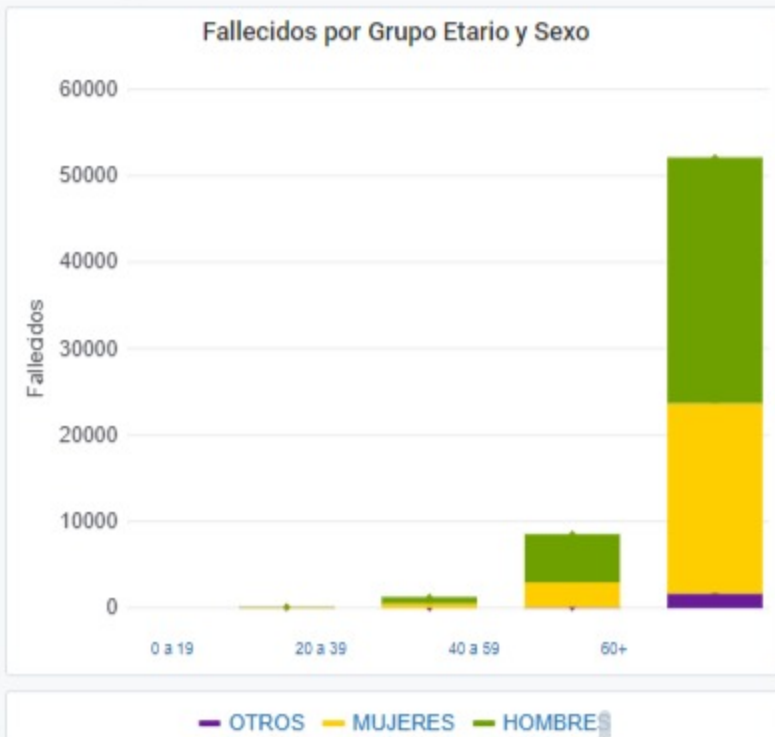 Fallecidos por Grupo Etario y Sexo
60000
50000
40000
30000
20000
10000
0
Fallecidos
0 a 19 20 a 39 40 a 59 60+
OTROS MUJERES HOMBRES